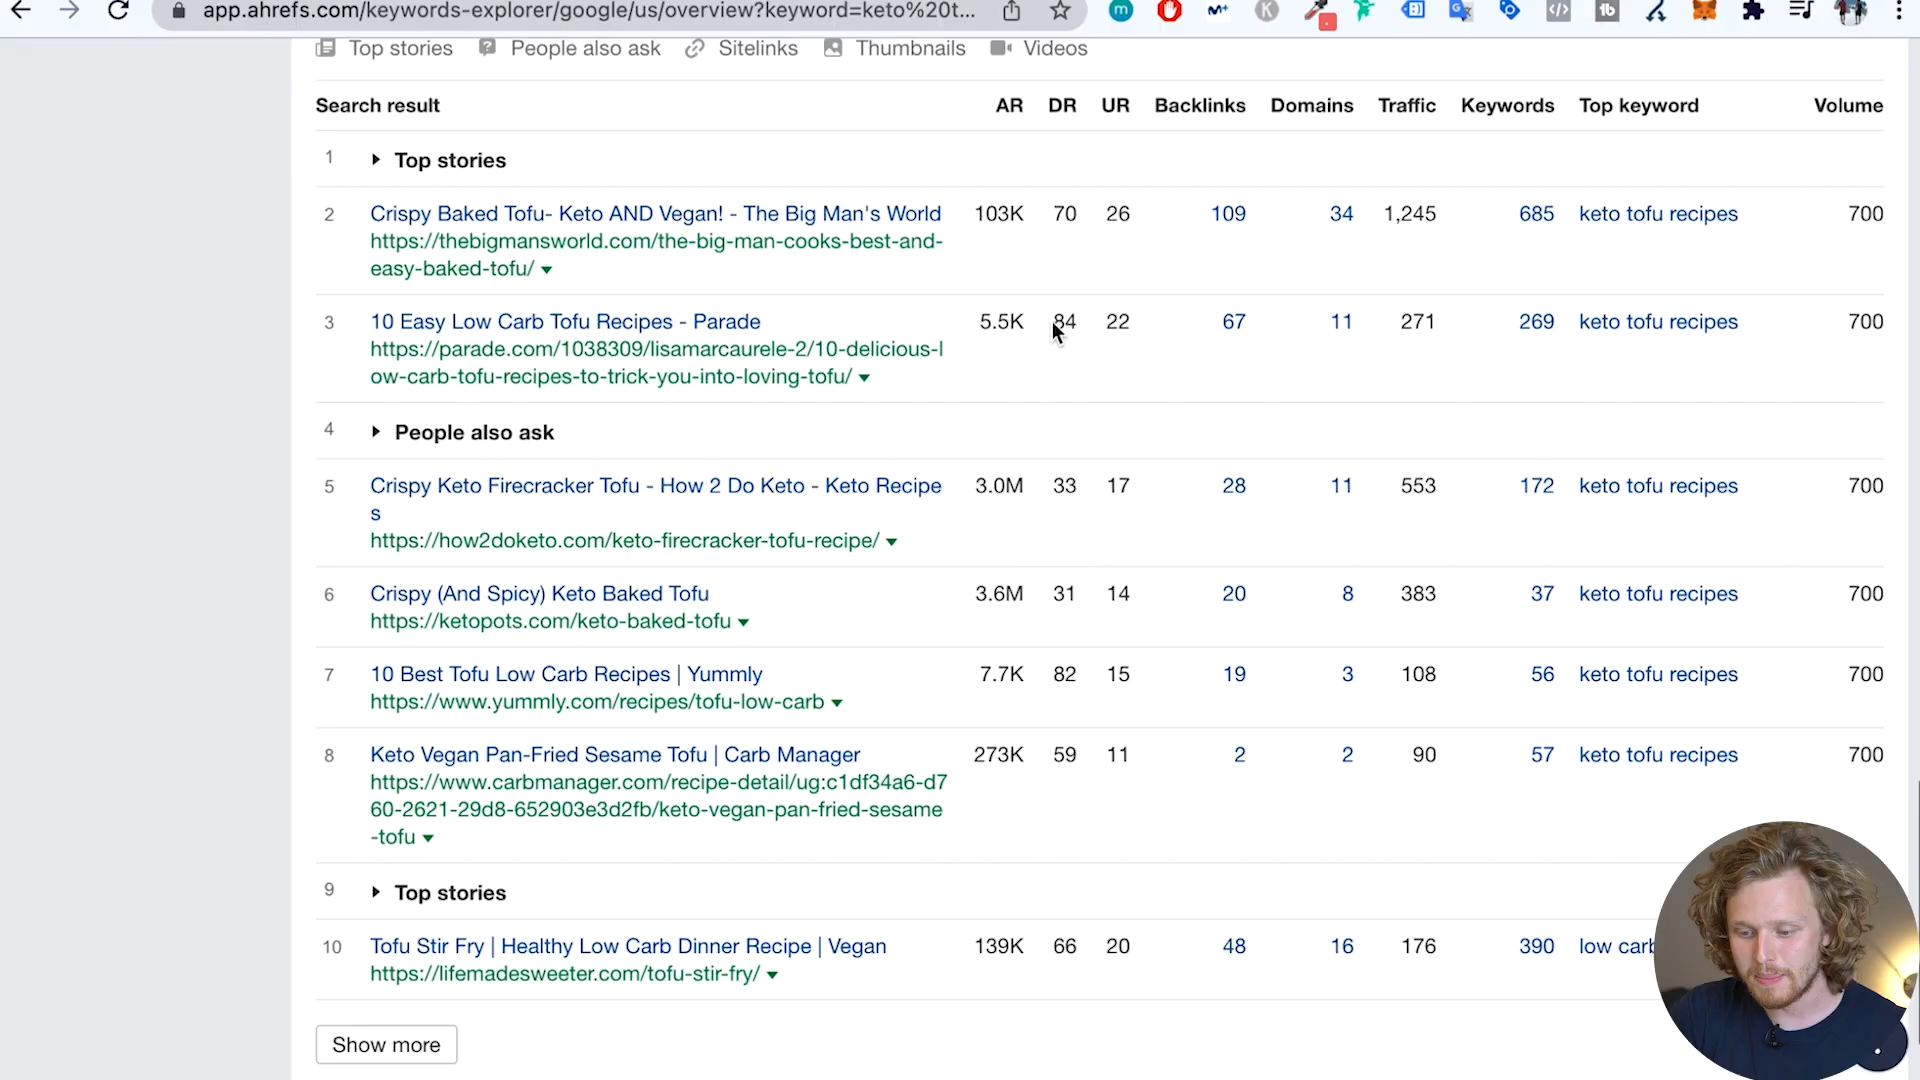 app.ahrefs.com/keywords-explorer/google/us/overview?keyword=keto%20t...
Top stories People also ask Sitelinks Thumbnails Videos
Search result AR DR UR Backlinks Domains Traffic Keywords Top keyword Volume
1 Top stories
2 Crispy Baked Tofu- Keto AND Vegan! - The Big Man's World 103K 70 26 109 34 1,245 685 keto tofu recipes 700
https://thebigmansworld.com/the-big-man-cooks-best-and-
easy-baked-tofu/
3 10 Easy Low Carb Tofu Recipes - Parade 5.5K 84 22 67 11 271 269 keto tofu recipes 700
https://parade.com/1038309/lisamarcaurele-2/10-delicious-l
ow-carb-tofu-recipes-to-trick-you-into-loving-tofu/
4 People also ask
5 Crispy Keto Firecracker Tofu - How 2 Do Keto - Keto Recipe 3.0M 33 17 28 11 553 172 keto tofu recipes 700
s
https://how2doketo.com/keto-firecracker-tofu-recipe/
6 Crispy (And Spicy) Keto Baked Tofu 3.6M 31 14 20 8 383 37 keto tofu recipes 700
https://ketopots.com/keto-baked-tofu
7 10 Best Tofu Low Carb Recipes | Yummly 7.7K 82 15 19 3 108 56 keto tofu recipes 700
https://www.yummly.com/recipes/tofu-low-carb
8 Keto Vegan Pan-Fried Sesame Tofu | Carb Manager 273K 59 11 2 2 90 57 keto tofu recipes 700
https://www.carbmanager.com/recipe-detail/ug:c1df34a6-d7
60-2621-29d8-652903e3d2fb/keto-vegan-pan-fried-sesame
-tofu
9 Top stories
10 Tofu Stir Fry | Healthy Low Carb Dinner Recipe | Vegan 139K 66 20 48 16 176 390 low carb
https://lifemadesweeter.com/tofu-stir-fry/
Show more